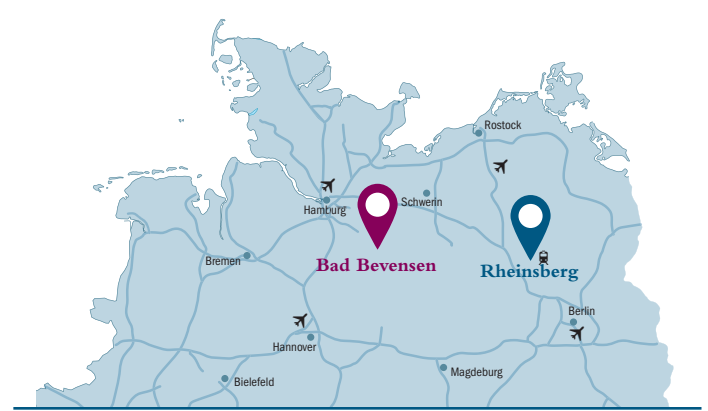 Rostock
Hamburg
Schwerin
Bremen
Bad Bevensen
Rheinsberg
Berlin
Hannover
Magdeburg
Bielefeld